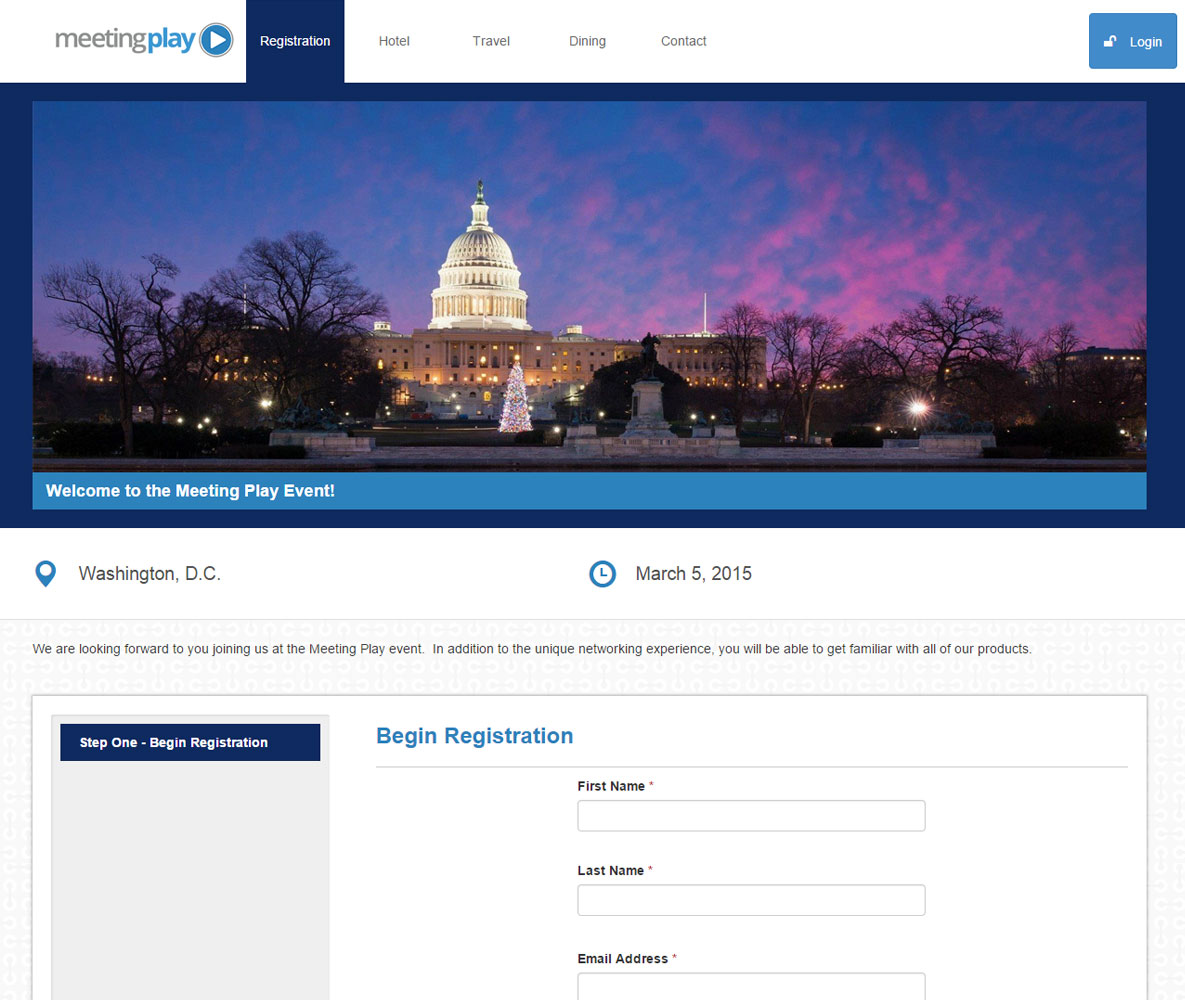 meetingplay
Registration
Hotel
Travel
Dining
Contact
Login
Welcome to the Meeting Play Event!
Washington, D.C.
March 5, 2015
We are looking forward to you joining us at the Meeting Play event.  In addition to the unique networking experience, you will be able to get familiar with all of our products.
Step One - Begin Registration
Begin Registration
First Name *
Last Name *
Email Address *